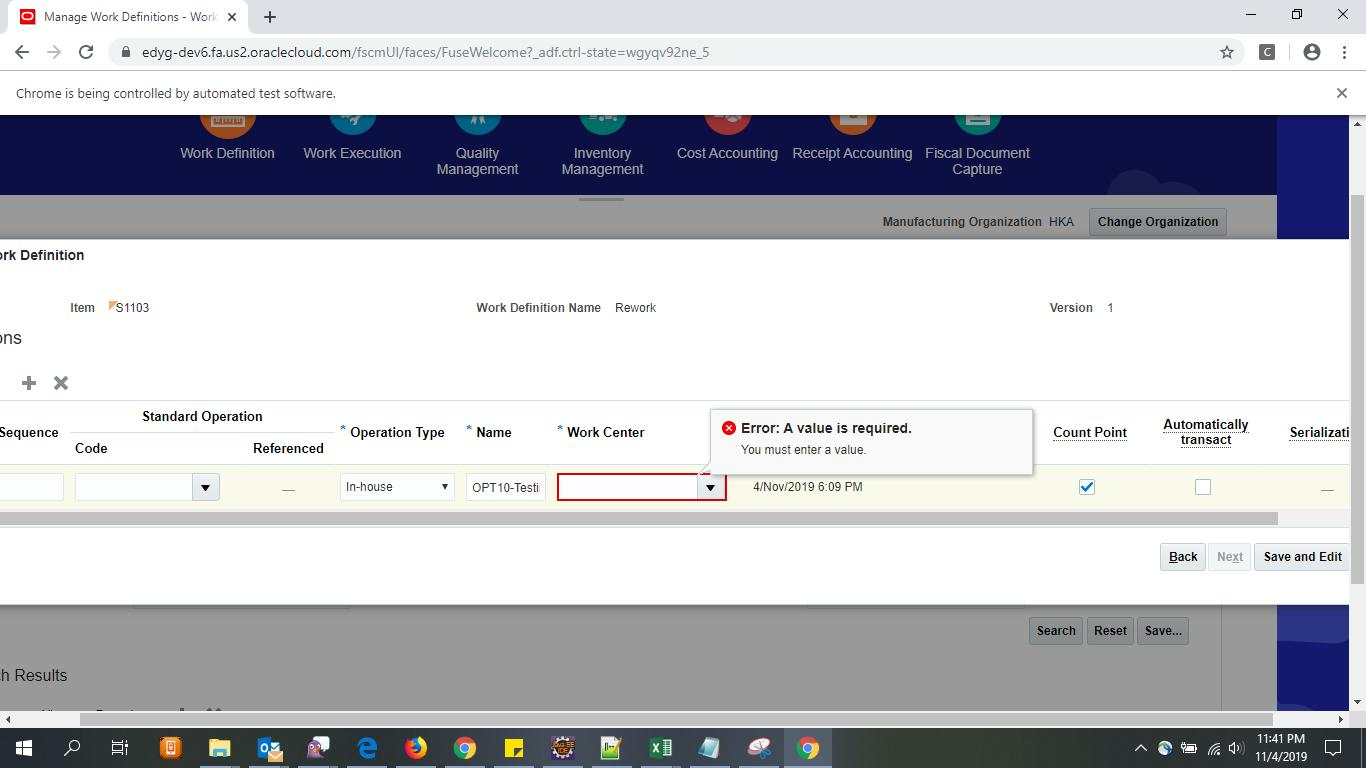 Manage Work Definitions - Work
edyg-dev6.fa.us2.oraclecloud.com/fscmUI/faces/FuseWelcome?_adf.ctrl-state=wgyqv92ne_5
C
Chrome is being controlled by automated test software.
Work Definition
Work Execution
Quality
Management
Inventory
Management
Cost Accounting
Receipt Accounting
Fiscal Document
Capture
Manufacturing Organization HKA
Change Organization
ork Definition
Item S1103
Work Definition Name Rework
Version 1
ons
Sequence
Standard Operation
Code
Referenced
* Operation Type
* Name
* Work Center
Error: A value is required.
You must enter a value.
Count Point
Automatically
transact
Serializati
—
In-house
OPT10-Testi
4/Nov/2019 6:09 PM
—
Back
Next
Save and Edit
Search
Reset
Save...
ch Results
11:41 PM
11/4/2019